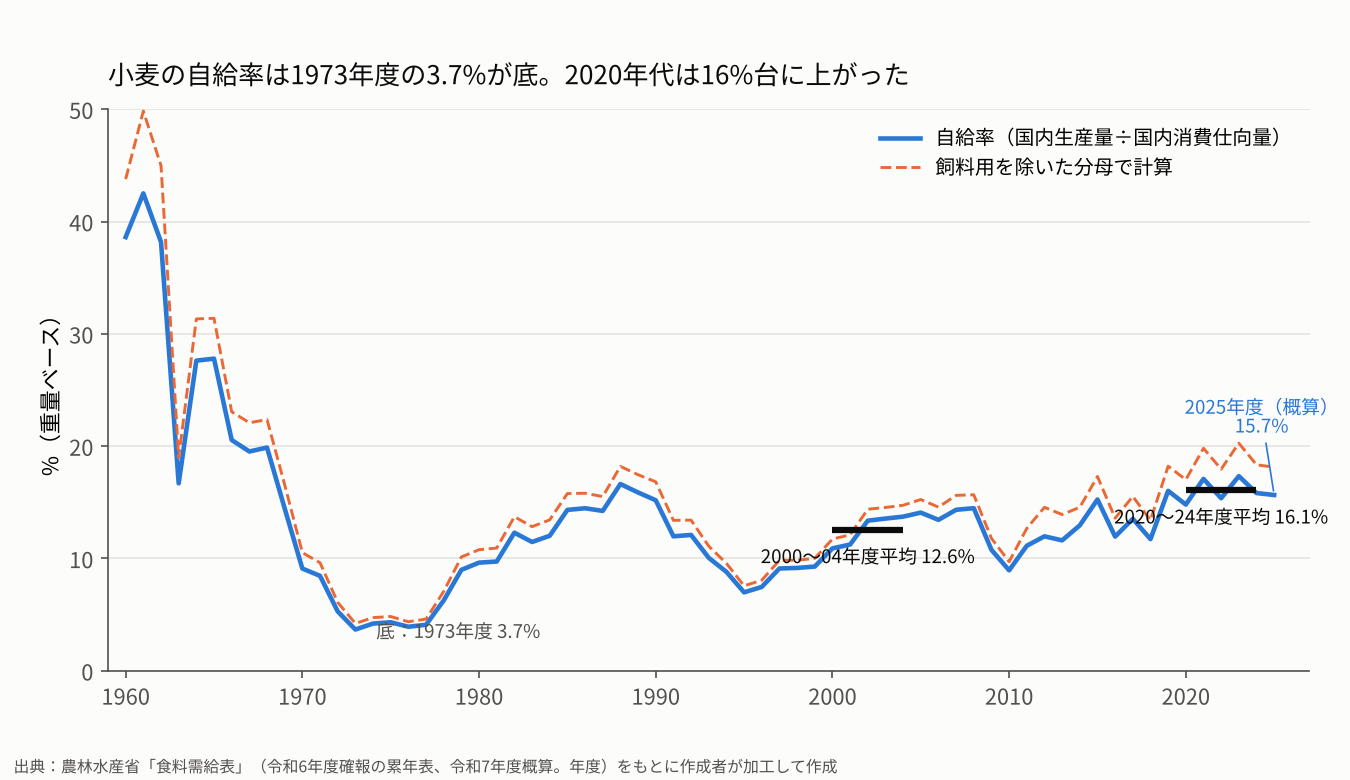 小麦の自給率は1973年度の3.7%が底。2020年代は16%台に上がった
自給率（国内生産量÷国内消費仕向量）
飼料用を除いた分母で計算
%（重量ベース）
50
40
30
20
10
0
2025年度（概算）
15.7%
2020〜24年度平均 16.1%
2000〜04年度平均 12.6%
底：1973年度 3.7%
1960
1970
1980
1990
2000
2010
2020
出典：農林水産省「食料需給表」（令和6年度確報の累年表、令和7年度概算。年度）をもとに作成者が加工して作成